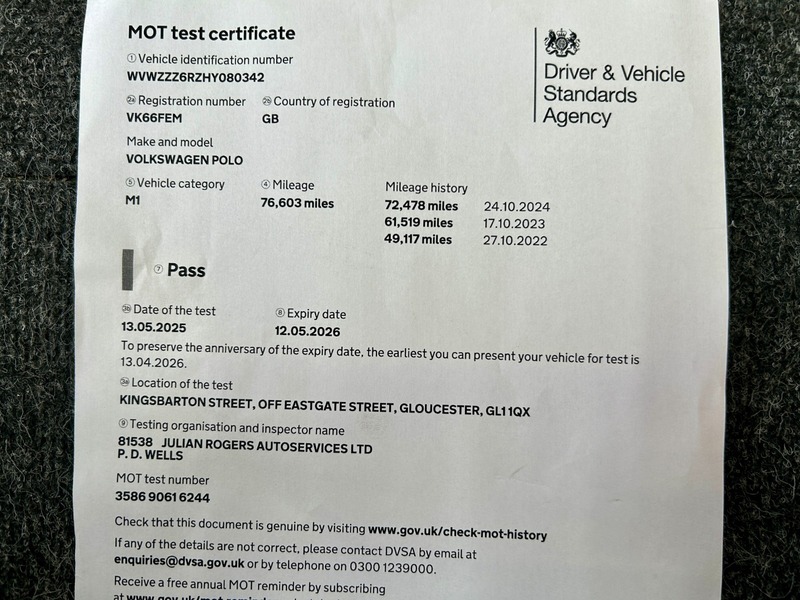 MOT test certificate
① Vehicle identification number
WVWZZZ6RZHY080342
Driver & Vehicle
Standards
Agency
2a Registration number 2b Country of registration
VK66FEM GB
Make and model
VOLKSWAGEN POLO
⑤ Vehicle category ④ Mileage Mileage history
M1 76,603 miles 72,478 miles 24.10.2024
61,519 miles 17.10.2023
49,117 miles 27.10.2022
⑦ Pass
3b Date of the test ⑧ Expiry date
13.05.2025 12.05.2026
To preserve the anniversary of the expiry date, the earliest you can present your vehicle for test is
13.04.2026.
3a Location of the test
KINGSBARTON STREET, OFF EASTGATE STREET, GLOUCESTER, GL1 1QX
⑨ Testing organisation and inspector name
81538 JULIAN ROGERS AUTOSERVICES LTD
P. D. WELLS
MOT test number
3586 9061 6244
Check that this document is genuine by visiting www.gov.uk/check-mot-history
If any of the details are not correct, please contact DVSA by email at
enquiries@dvsa.gov.uk or by telephone on 0300 1239000.
Receive a free annual MOT reminder by subscribing
at